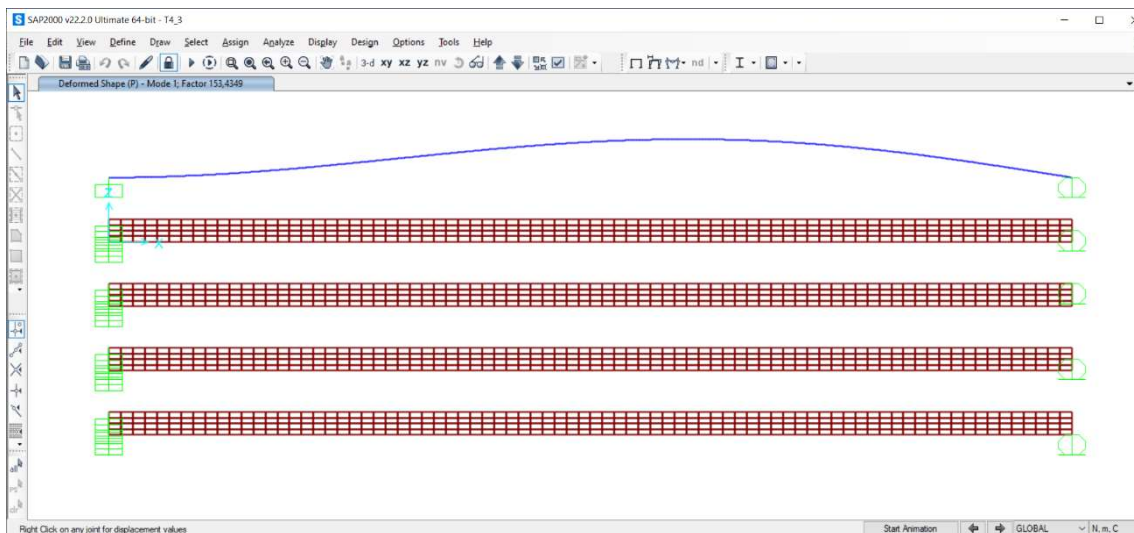 SAP2000 v22.2.0 Ultimate 64-bit - T4_3
File Edit View Define Draw Select Assign Analyze Display Design Options Tools Help
3-d xy xz yz nv nd
Deformed Shape (P) - Mode 1; Factor 153,4349
Z
X
Right Click on any joint for displacement values
Start Animation GLOBAL N, m, C